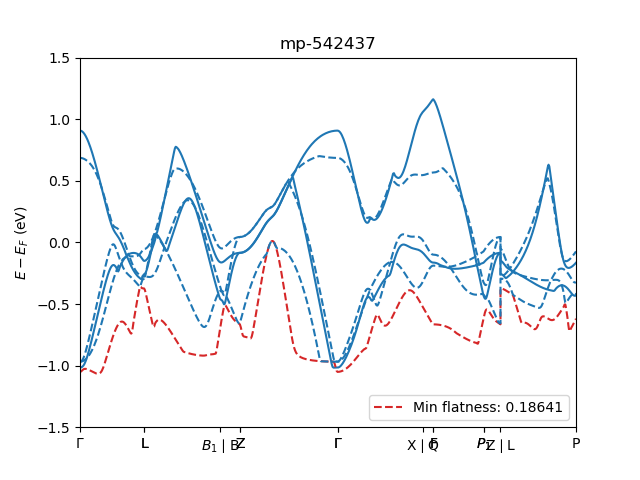 mp-542437
1.5
1.0
0.5
0.0
−0.5
−1.0
−1.5
E − E_F (eV)
Min flatness: 0.18641
Γ L B₁ | B Z Γ X | Q P₁ Z | L P